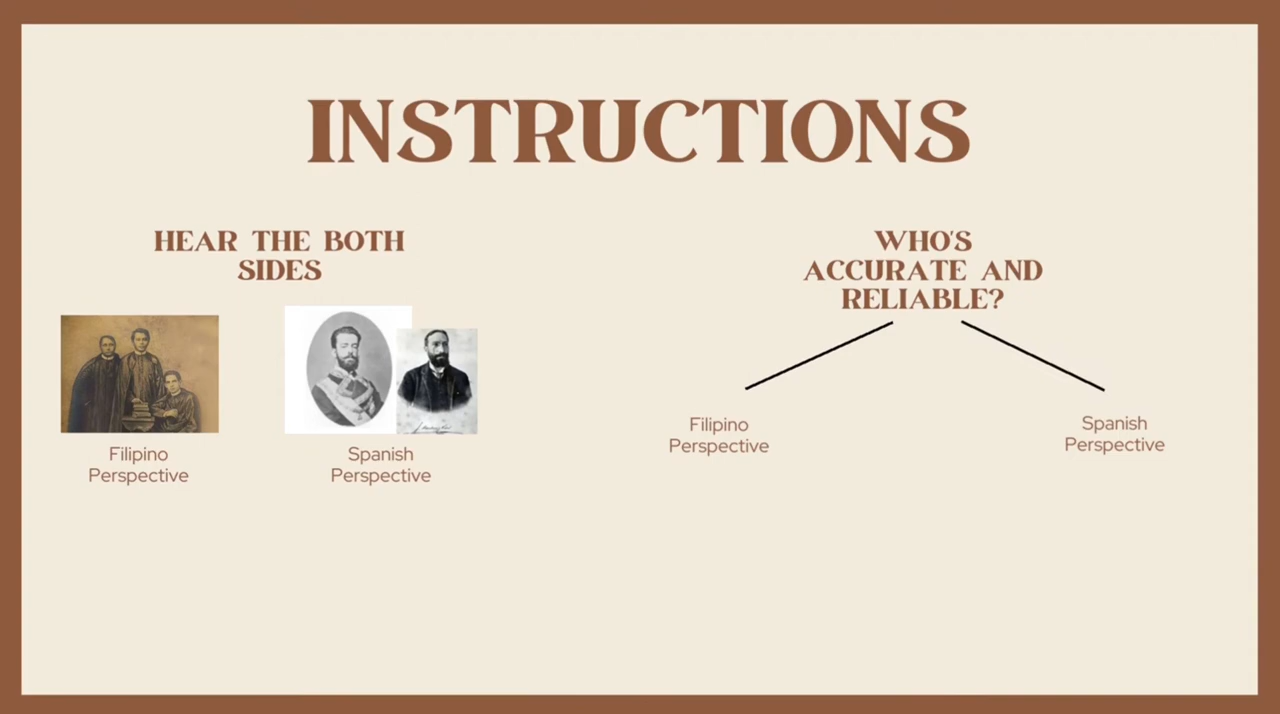 INSTRUCTIONS
HEAR THE BOTH
SIDES
Filipino
Perspective
Spanish
Perspective
WHO'S
ACCURATE AND
RELIABLE?
Filipino
Perspective
Spanish
Perspective